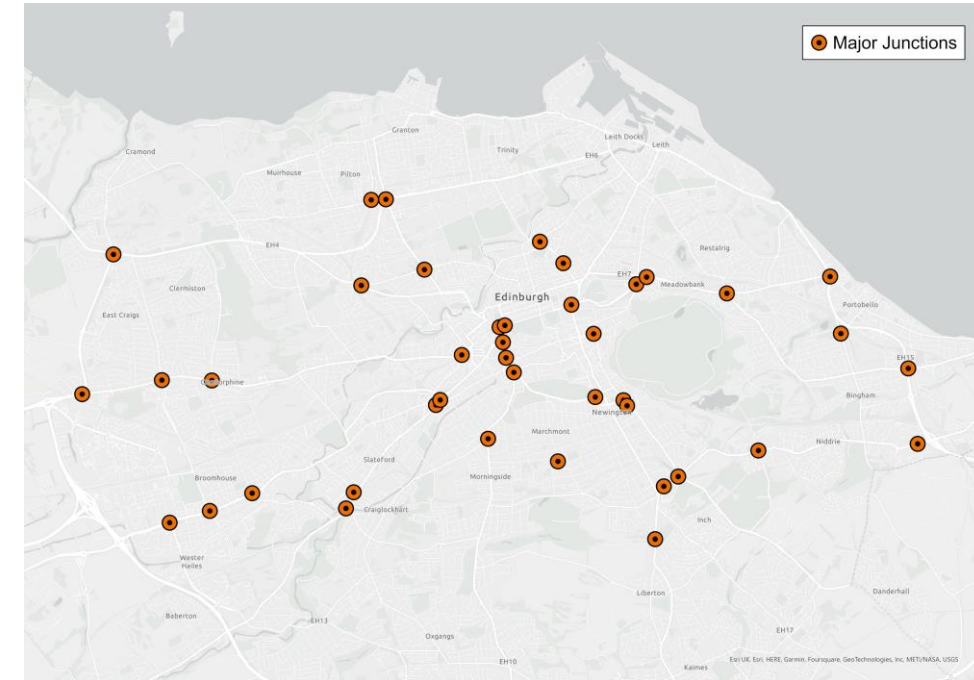 Major Junctions
Granton
Leith Docks
Leith
Cramond
Trinity
EH6
Muirhouse
Pilton
EH4
Restalrig
EH7
Meadowbank
Clermiston
Edinburgh
Portobello
East Craigs
EH15
Corstorphine
Bingham
Newington
Marchmont
Niddrie
Slateford
Broomhouse
Morningside
Craiglockhart
Inch
Wester
Hailes
Danderhall
Liberton
Baberton
EH13
EH17
Oxgangs
EH10
Kaimes
Esri UK, Esri, HERE, Garmin, Foursquare, GeoTechnologies, Inc, METI/NASA, USGS